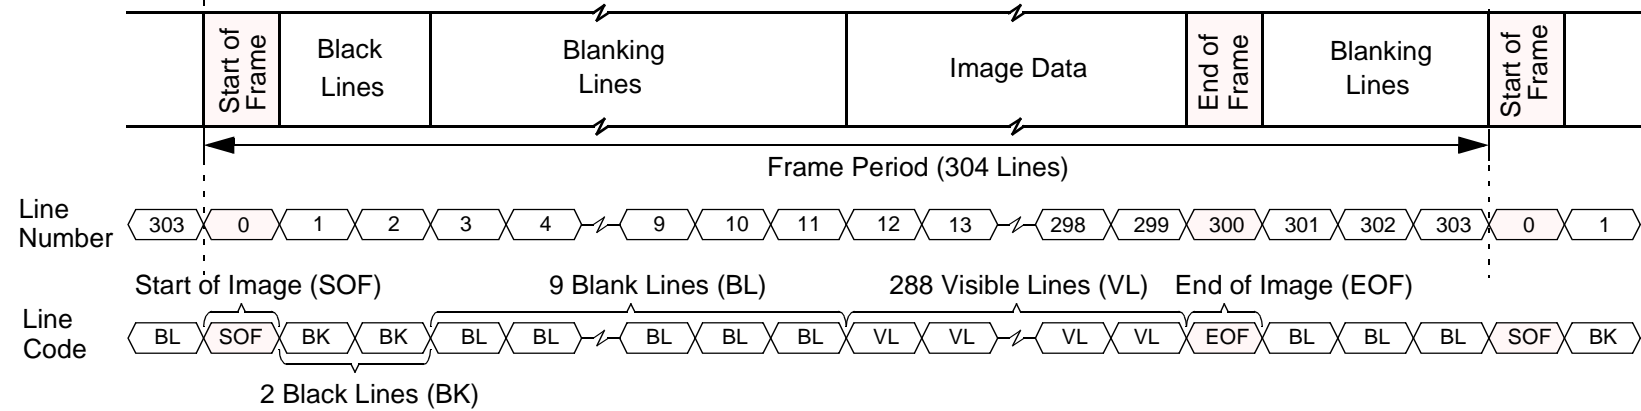 Start of
Frame
Black
Lines
Blanking
Lines
Image Data
End of
Frame
Blanking
Lines
Start of
Frame
Frame Period (304 Lines)
Line
Number
303 0 1 2 3 4 9 10 11 12 13 298 299 300 301 302 303 0 1
Start of Image (SOF) 9 Blank Lines (BL) 288 Visible Lines (VL) End of Image (EOF)
Line
Code
BL SOF BK BK BL BL BL BL BL VL VL VL VL EOF BL BL BL SOF BK
2 Black Lines (BK)